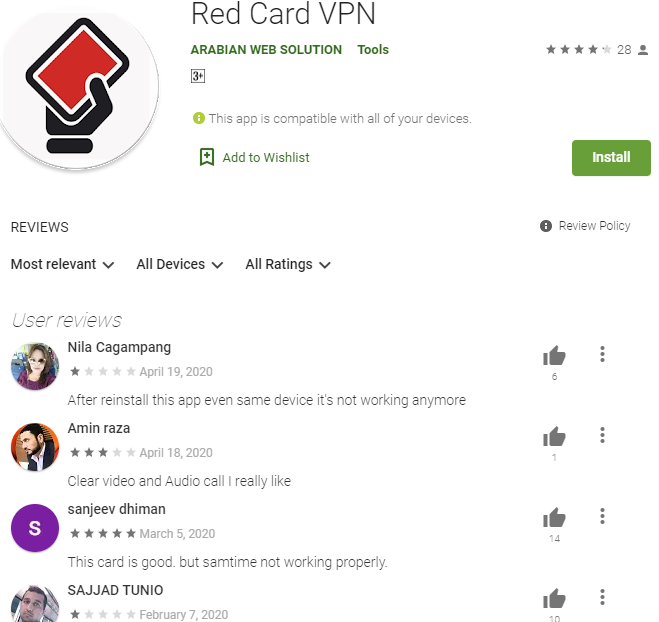 Red Card VPN
ARABIAN WEB SOLUTION Tools
28
3+
This app is compatible with all of your devices.
Add to Wishlist
Install
REVIEWS
Review Policy
Most relevant All Devices All Ratings
User reviews
Nila Cagampang
April 19, 2020
6
After reinstall this app even same device it's not working anymore
Amin raza
April 18, 2020
1
Clear video and Audio call I really like
sanjeev dhiman
S
March 5, 2020
14
This card is good. but samtime not working properly.
SAJJAD TUNIO
February 7, 2020
10